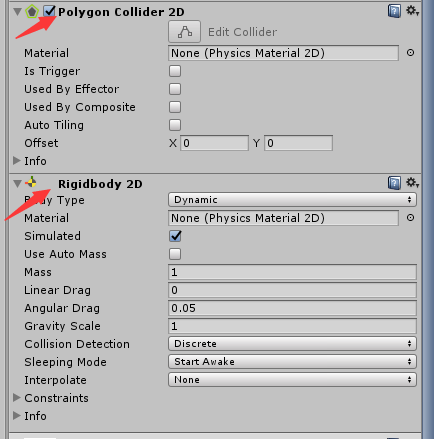 Polygon Collider 2D
Edit Collider
Material None (Physics Material 2D)
Is Trigger
Used By Effector
Used By Composite
Auto Tiling
Offset X 0 Y 0
Info
Rigidbody 2D
Body Type Dynamic
Material None (Physics Material 2D)
Simulated
Use Auto Mass
Mass 1
Linear Drag 0
Angular Drag 0.05
Gravity Scale 1
Collision Detection Discrete
Sleeping Mode Start Awake
Interpolate None
Constraints
Info